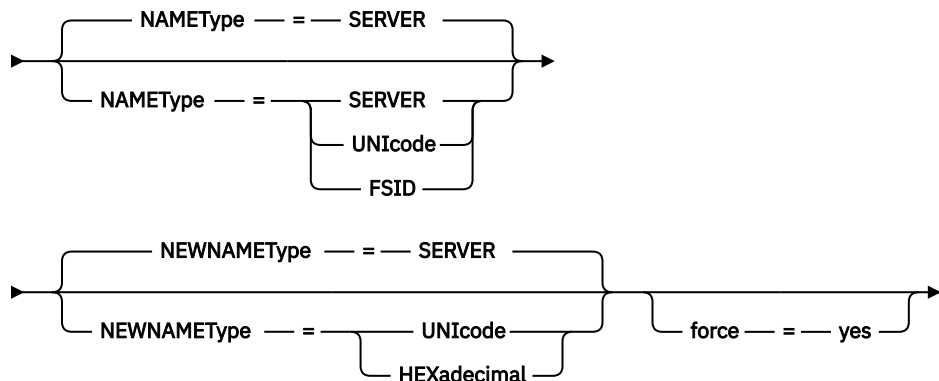 NAMEType = SERVER
NAMEType = SERVER
UNIcode
FSID
NEWNAMEType = SERVER
NEWNAMEType = UNIcode force = yes
HEXadecimal